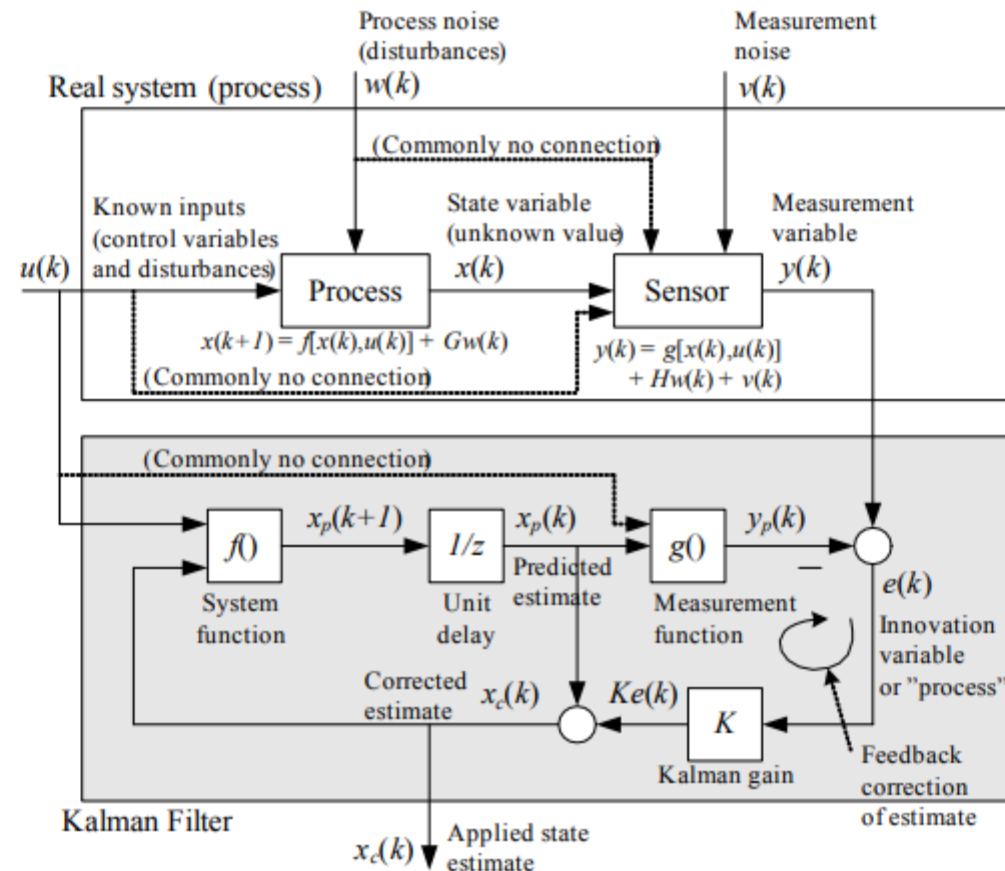 Process noise
(disturbances)
w(k)
Measurement
noise
v(k)
Real system (process)
(Commonly no connection)
Known inputs
(control variables
and disturbances)
u(k)
State variable
(unknown value)
x(k)
Measurement
variable
y(k)
Process
Sensor
x(k+1) = f[x(k),u(k)] + Gw(k)
y(k) = g[x(k),u(k)]
+ Hw(k) + v(k)
(Commonly no connection)
(Commonly no connection)
f()
System
function
xₚ(k+1)
1/z
Unit
delay
xₚ(k)
Predicted
estimate
g()
Measurement
function
yₚ(k)
—
e(k)
Innovation
variable
or ”process”
Corrected
estimate
x_c(k)
Ke(k)
K
Kalman gain
Feedback
correction
of estimate
Kalman Filter
x_c(k)
Applied state
estimate